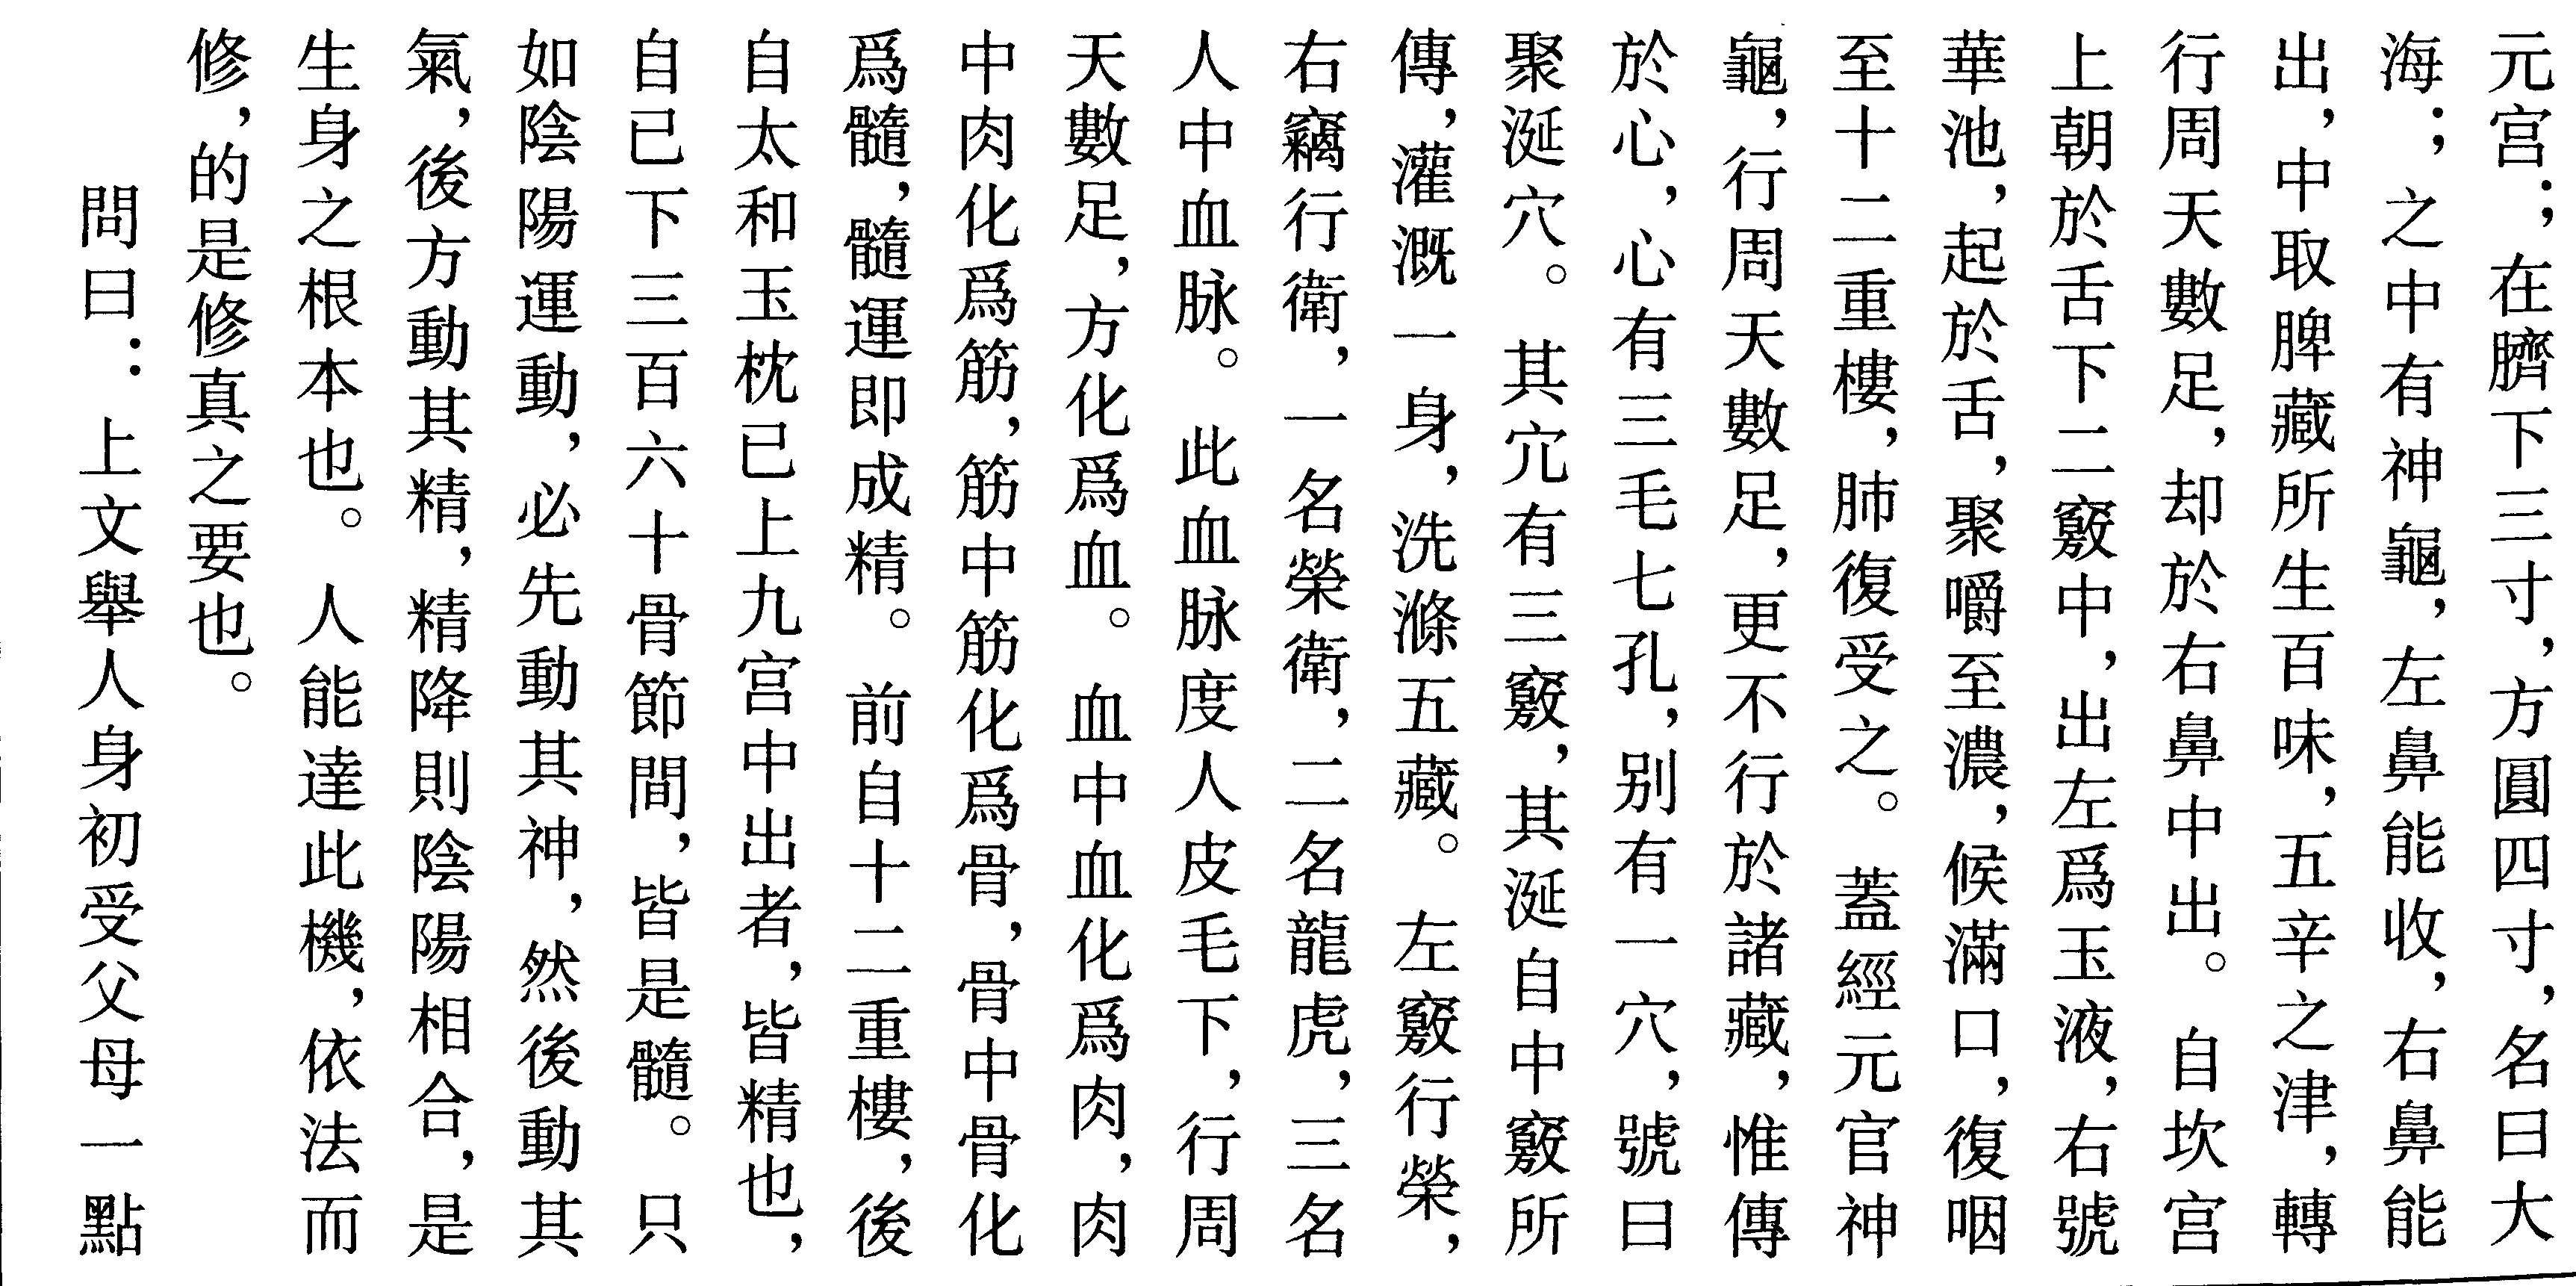 元宫；在臍下三寸，方圓四寸，名曰大
海；之中有神龜，左鼻能收，右鼻能
出，中取脾藏所生百味，五辛之津，轉
行周天數足，却於右鼻中出。自坎宫
上朝於舌下二竅中，出左爲玉液，右號
華池，起於舌，聚嚼至濃，候滿口，復咽
至十二重樓，肺復受之。蓋經元官神
龜，行周天數足，更不行於諸藏，惟傳
於心，心有三毛七孔，别有一穴，號曰
聚涎穴。其穴有三竅，其涎自中竅所
傳，灌溉一身，洗滌五藏。左竅行榮，
右竊行衛，一名榮衛，二名龍虎，三名
人中血脉。此血脉度人皮毛下，行周
天數足，方化爲血。血中血化爲肉，肉
中肉化爲筋，筋中筋化爲骨，骨中骨化
爲髓，髓運即成精。前自十二重樓，後
自太和玉枕已上九宫中出者，皆精也，
自已下三百六十骨節間，皆是髓。只
如陰陽運動，必先動其神，然後動其
氣，後方動其精，精降則陰陽相合，是
生身之根本也。人能達此機，依法而
修，的是修真之要也。
問曰：上文舉人身初受父母一點